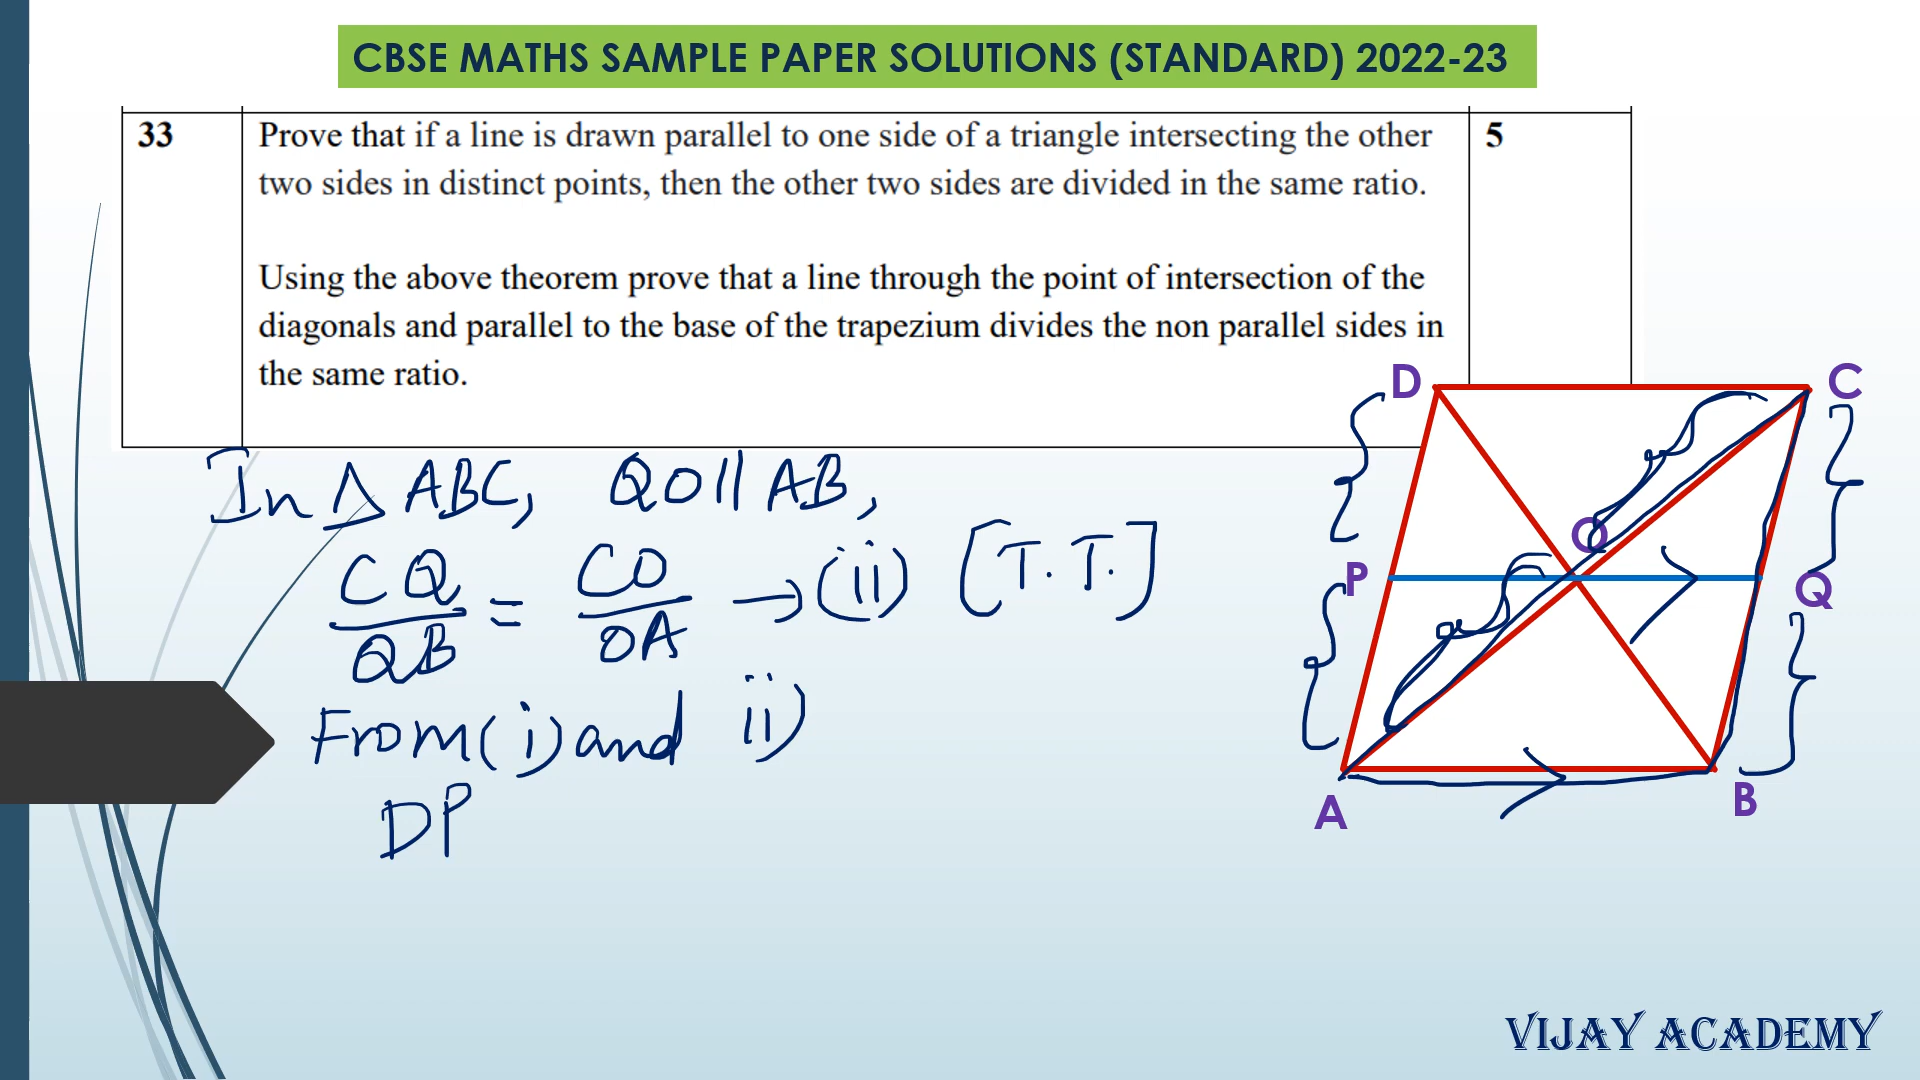 CBSE MATHS SAMPLE PAPER SOLUTIONS (STANDARD) 2022-23
33 Prove that if a line is drawn parallel to one side of a triangle intersecting the other 5
two sides in distinct points, then the other two sides are divided in the same ratio.
Using the above theorem prove that a line through the point of intersection of the
diagonals and parallel to the base of the trapezium divides the non parallel sides in
the same ratio.
D C
O
P Q
A B
In △ ABC, QO || AB,
CQ/QB = CO/OA → (ii) [T.T.]
From (i) and ii)
DP
VIJAY ACADEMY